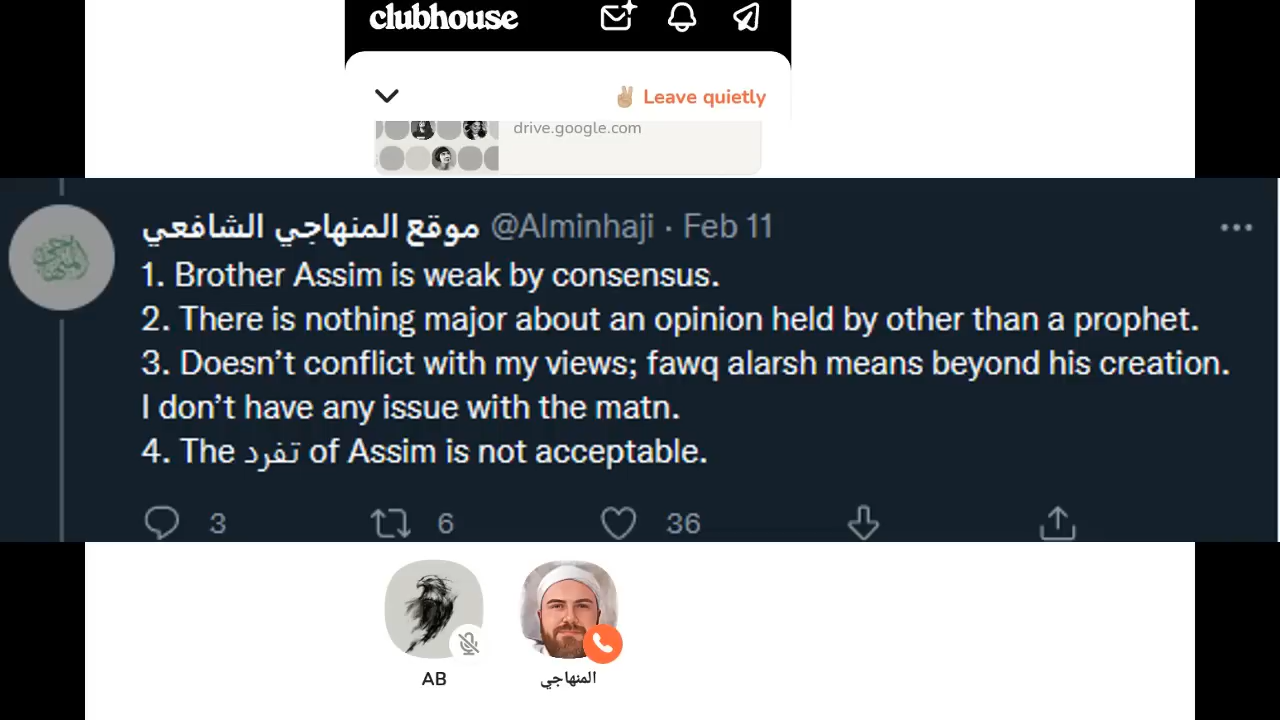 clubhouse
Leave quietly
drive.google.com
موقع المنهاجي الشافعي @Alminhaji · Feb 11
1. Brother Assim is weak by consensus.
2. There is nothing major about an opinion held by other than a prophet.
3. Doesn’t conflict with my views; fawq alarsh means beyond his creation.
I don’t have any issue with the matn.
4. The تفرد of Assim is not acceptable.
3 6 36
AB المنهاجي